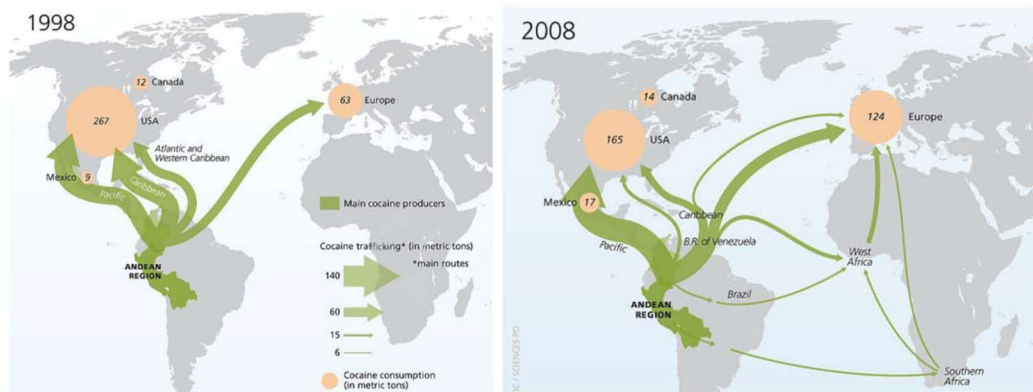 1998
12 Canada
267
USA
63
Europe
Atlantic and
Western Caribbean
Mexico 9
Pacific
Caribbean
Main cocaine producers
Cocaine trafficking* (in metric tons)
*main routes
140
60
15
6
ANDEAN
REGION
Cocaine consumption
(in metric tons)
2008
14 Canada
165
USA
124
Europe
Mexico 17
Caribbean
Pacific
B.R. of Venezuela
West
Africa
Brazil
ANDEAN
REGION
Southern
Africa
SCIENCES PO